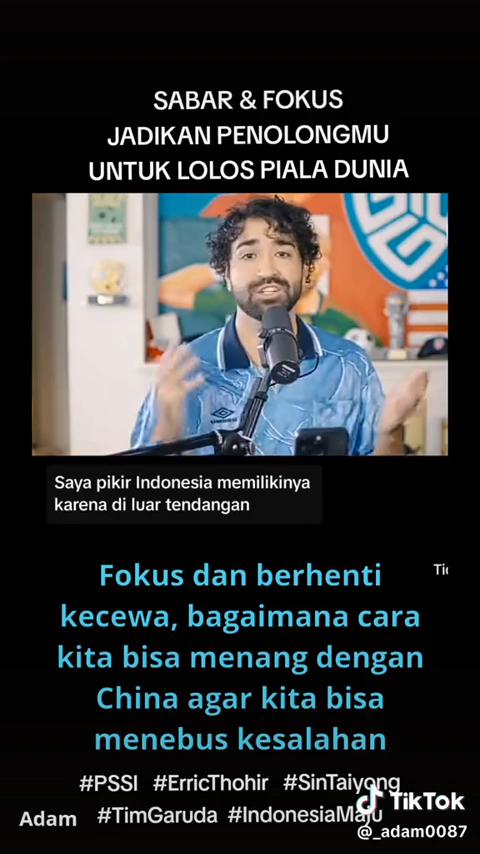 SABAR & FOKUS
JADIKAN PENOLONGMU
UNTUK LOLOS PIALA DUNIA
UMBRO
Saya pikir Indonesia memilikinya
karena di luar tendangan
Fokus dan berhenti
kecewa, bagaimana cara
kita bisa menang dengan
China agar kita bisa
menebus kesalahan
#PSSI #ErricThohir #SinTaiyong
Adam #TimGaruda #IndonesiaMaju
TikTok
@_adam0087